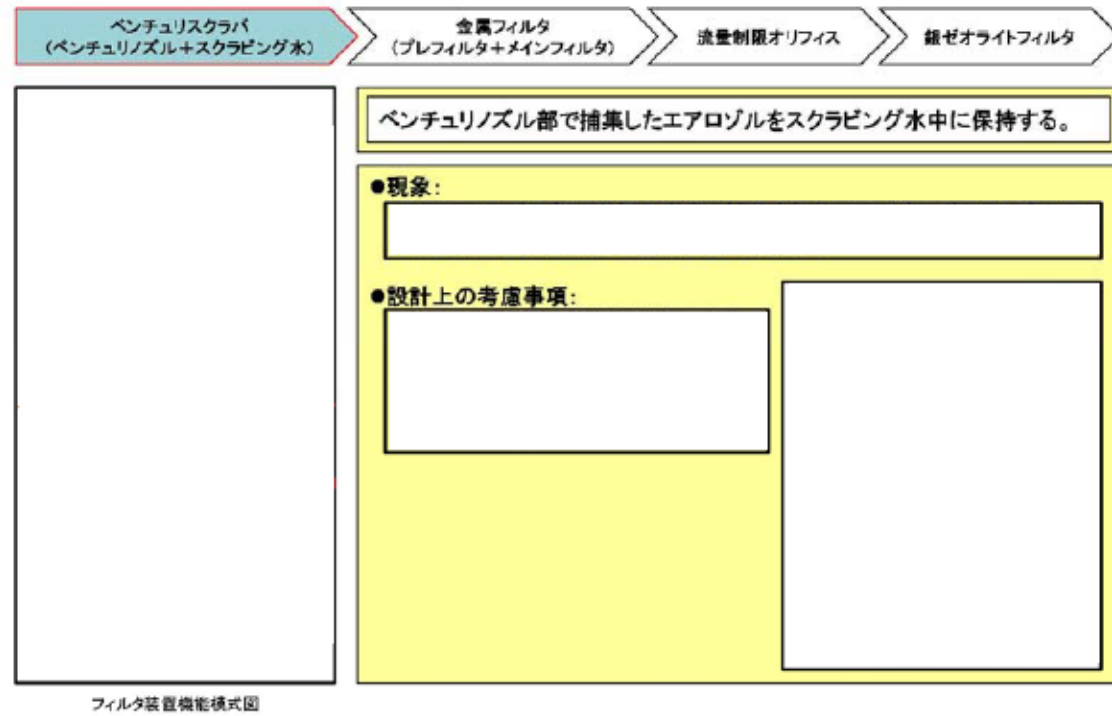 ベンチュリスクラバ
(ベンチュリノズル+スクラビング水)
金属フィルタ
(プレフィルタ+メインフィルタ)
流量制限オリフィス
銀ゼオライトフィルタ
ベンチュリノズル部で捕集したエアロゾルをスクラビング水中に保持する。
●現象:
●設計上の考慮事項:
フィルタ装置機能模式図